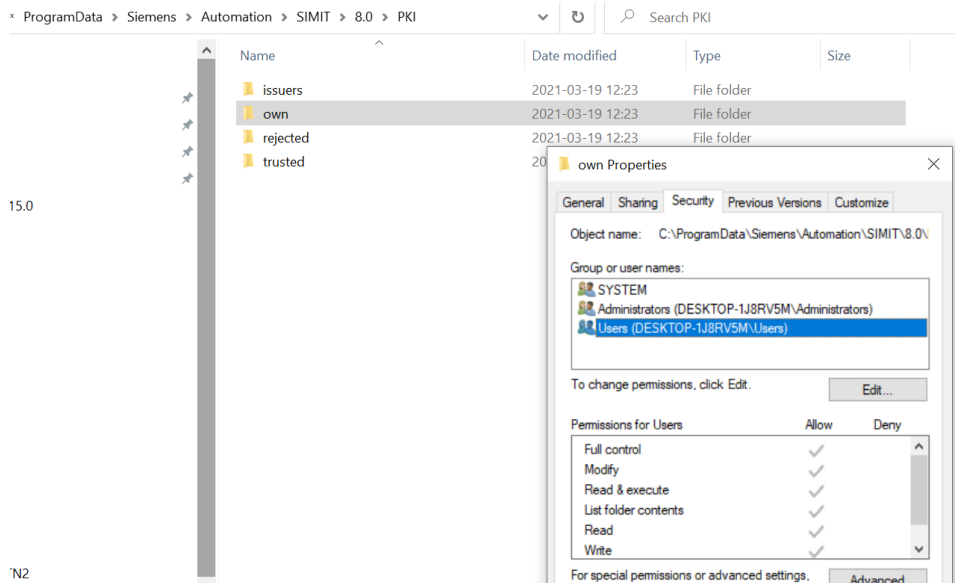 ProgramData > Siemens > Automation > SIMIT > 8.0 > PKI
Search PKI
Name Date modified Type Size
issuers 2021-03-19 12:23 File folder
own 2021-03-19 12:23 File folder
rejected 2021-03-19 12:23 File folder
trusted 20
15.0
own Properties
General Sharing Security Previous Versions Customize
Object name: C:\ProgramData\Siemens\Automation\SIMIT\8.0\
Group or user names:
SYSTEM
Administrators (DESKTOP-1J8RV5M\Administrators)
Users (DESKTOP-1J8RV5M\Users)
To change permissions, click Edit.
Edit...
Permissions for Users Allow Deny
Full control
Modify
Read & execute
List folder contents
Read
Write
For special permissions or advanced settings,
Advanced
N2